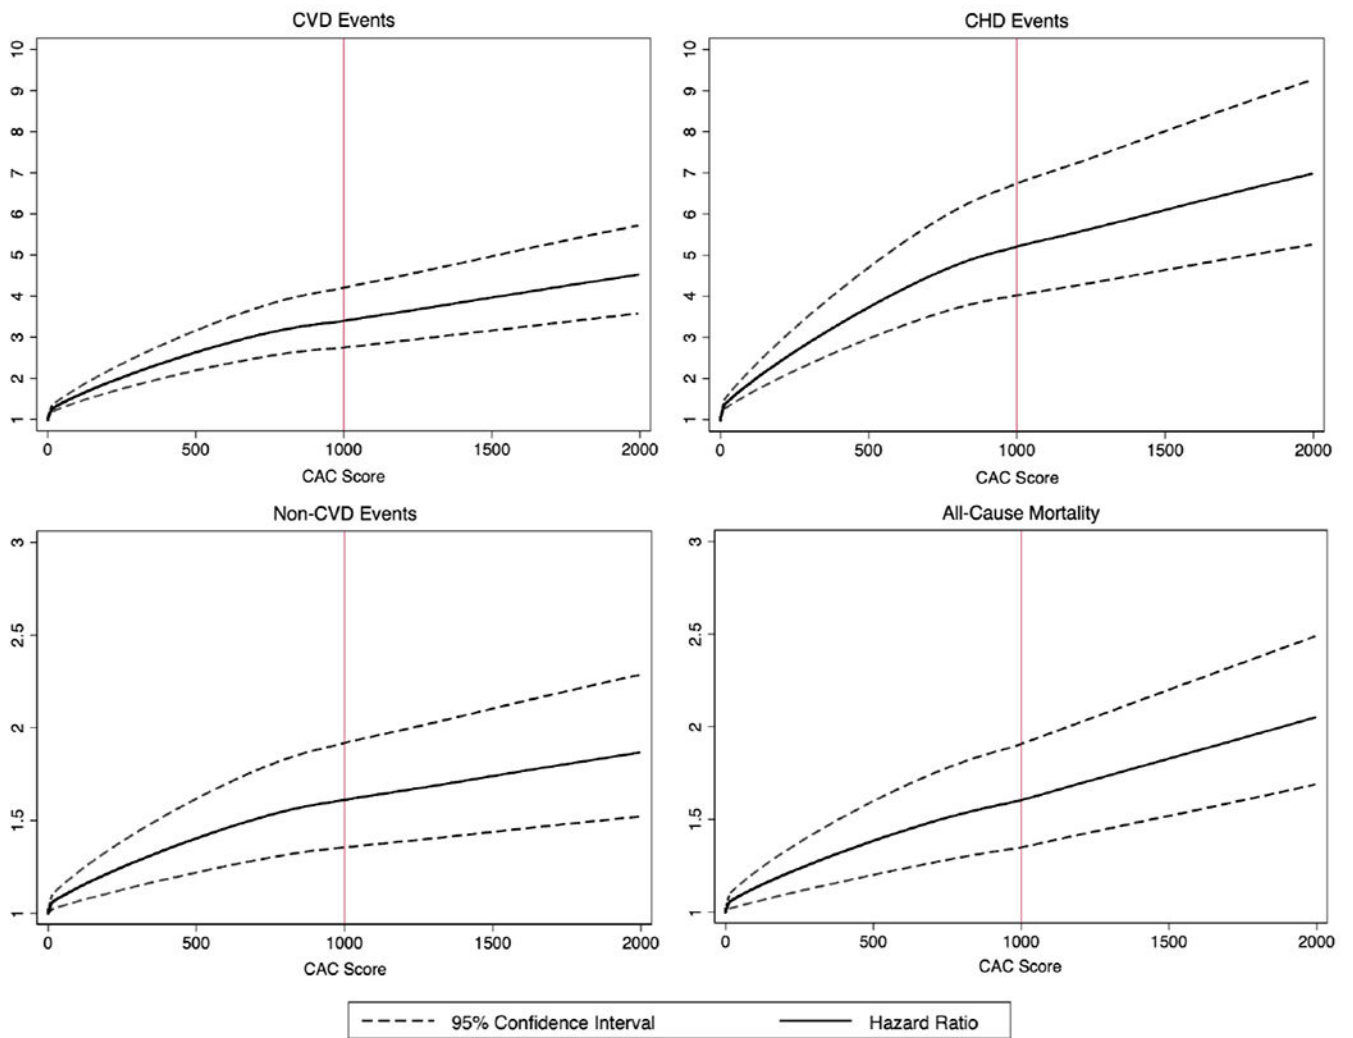 CVD Events
10
9
8
7
6
5
4
3
2
1
0 500 1000 1500 2000
CAC Score
CHD Events
10
9
8
7
6
5
4
3
2
1
0 500 1000 1500 2000
CAC Score
Non-CVD Events
3
2.5
2
1.5
1
0 500 1000 1500 2000
CAC Score
All-Cause Mortality
3
2.5
2
1.5
1
0 500 1000 1500 2000
CAC Score
95% Confidence Interval Hazard Ratio